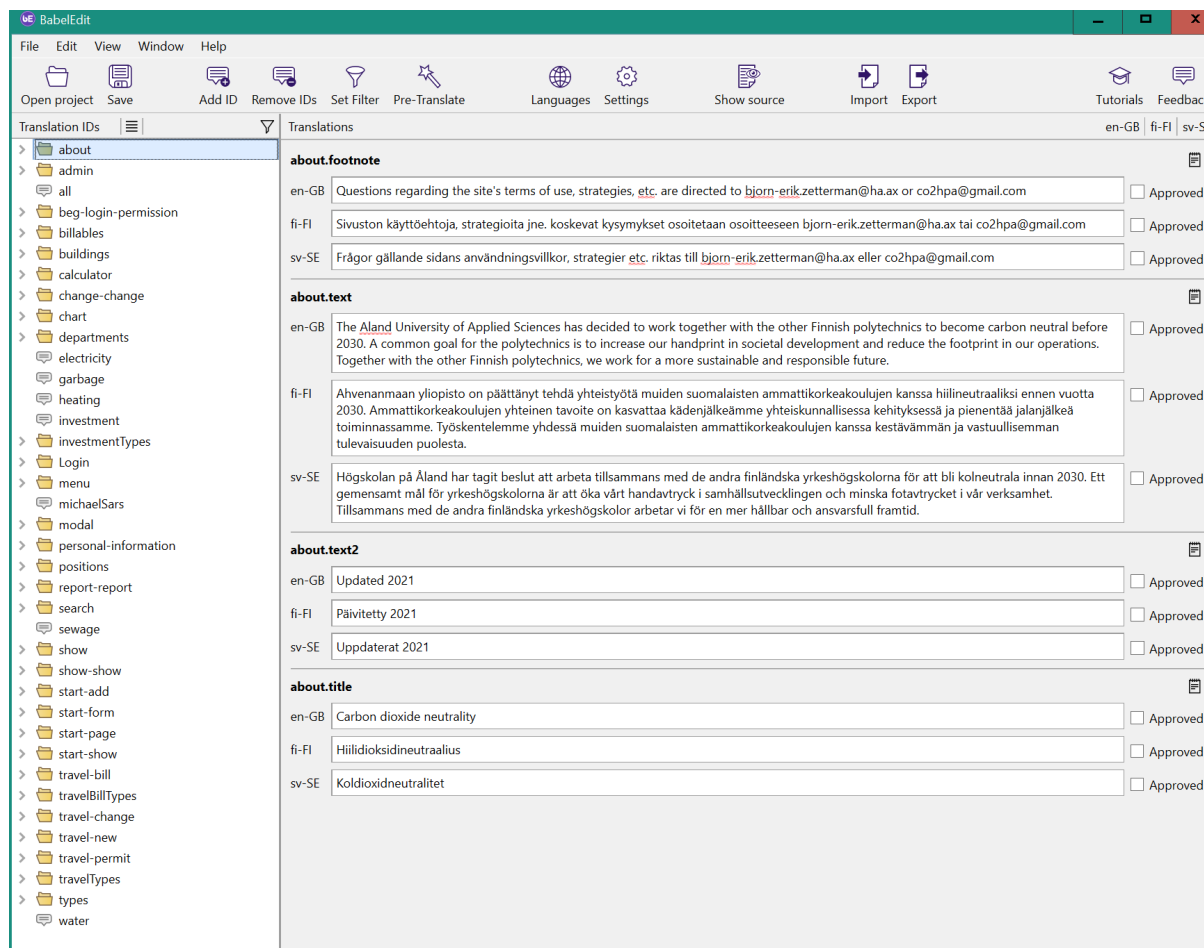 BabelEdit
File Edit View Window Help
Open project Save Add ID Remove IDs Set Filter Pre-Translate Languages Settings Show source Import Export Tutorials Feedbac
Translation IDs
Translations en-GB fi-FI sv-S
about
admin
all
beg-login-permission
billables
buildings
calculator
change-change
chart
departments
electricity
garbage
heating
investment
investmentTypes
Login
menu
michaelSars
modal
personal-information
positions
report-report
search
sewage
show
show-show
start-add
start-form
start-page
start-show
travel-bill
travelBillTypes
travel-change
travel-new
travel-permit
travelTypes
types
water
about.footnote
en-GB Questions regarding the site's terms of use, strategies, etc. are directed to bjorn-erik.zetterman@ha.ax or co2hpa@gmail.com Approved
fi-FI Sivuston käyttöehtoja, strategioita jne. koskevat kysymykset osoitetaan osoitteeseen bjorn-erik.zetterman@ha.ax tai co2hpa@gmail.com Approved
sv-SE Frågor gällande sidans användningsvillkor, strategier etc. riktas till bjorn-erik.zetterman@ha.ax eller co2hpa@gmail.com Approved
about.text
en-GB The Aland University of Applied Sciences has decided to work together with the other Finnish polytechnics to become carbon neutral before Approved
2030. A common goal for the polytechnics is to increase our handprint in societal development and reduce the footprint in our operations.
Together with the other Finnish polytechnics, we work for a more sustainable and responsible future.
fi-FI Ahvenanmaan yliopisto on päättänyt tehdä yhteistyötä muiden suomalaisten ammattikorkeakoulujen kanssa hiilineutraaliksi ennen vuotta Approved
2030. Ammattikorkeakoulujen yhteinen tavoite on kasvattaa kädenjälkeämme yhteiskunnallisessa kehityksessä ja pienentää jalanjälkeä
toiminnassamme. Työskentelemme yhdessä muiden suomalaisten ammattikorkeakoulujen kanssa kestävämmän ja vastuullisemman
tulevaisuuden puolesta.
sv-SE Högskolan på Åland har tagit beslut att arbeta tillsammans med de andra finländska yrkeshögskolorna för att bli kolneutrala innan 2030. Ett Approved
gemensamt mål för yrkeshögskolorna är att öka vårt handavtryck i samhällsutvecklingen och minska fotavtrycket i vår verksamhet.
Tillsammans med de andra finländska yrkeshögskolor arbetar vi för en mer hållbar och ansvarsfull framtid.
about.text2
en-GB Updated 2021 Approved
fi-FI Päivitetty 2021 Approved
sv-SE Uppdaterat 2021 Approved
about.title
en-GB Carbon dioxide neutrality Approved
fi-FI Hiilidioksidineutraalius Approved
sv-SE Koldioxidneutralitet Approved